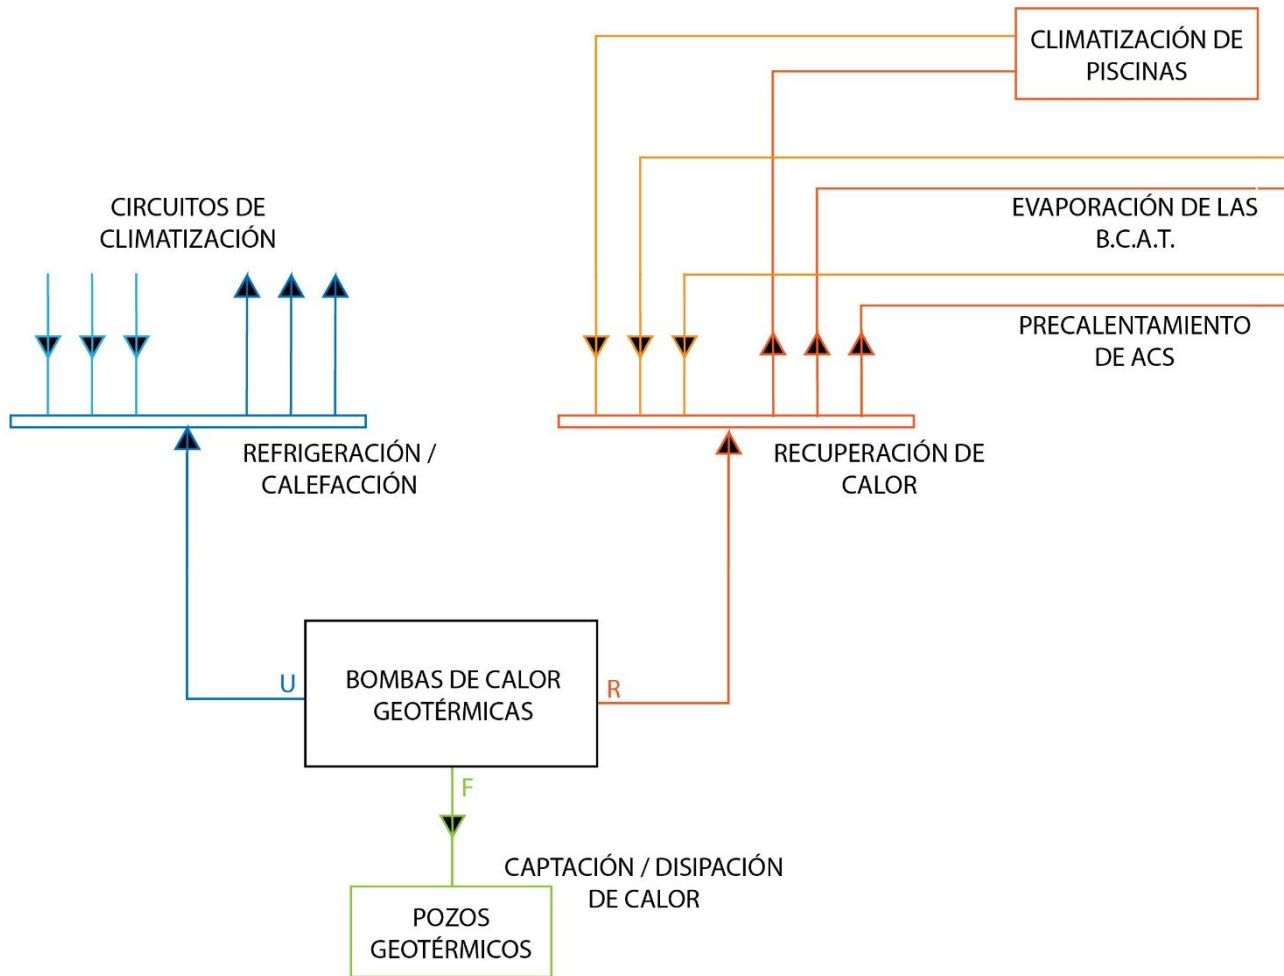 CLIMATIZACIÓN DE
PISCINAS
CIRCUITOS DE
CLIMATIZACIÓN
EVAPORACIÓN DE LAS
B.C.A.T.
PRECALENTAMIENTO
DE ACS
REFRIGERACIÓN /
CALEFACCIÓN
RECUPERACIÓN DE
CALOR
U
BOMBAS DE CALOR
GEOTÉRMICAS
R
F
CAPTACIÓN / DISIPACIÓN
DE CALOR
POZOS
GEOTÉRMICOS